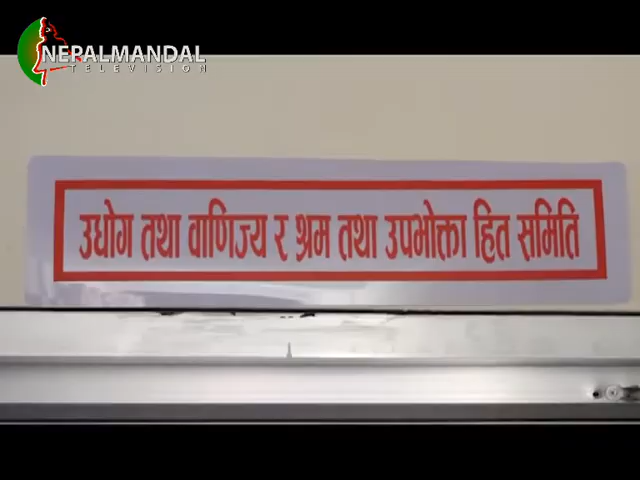 NEPALMANDAL
TELEVISION
उधोग तथा वाणिज्य र श्रम तथा उपभोक्ता हित समिति